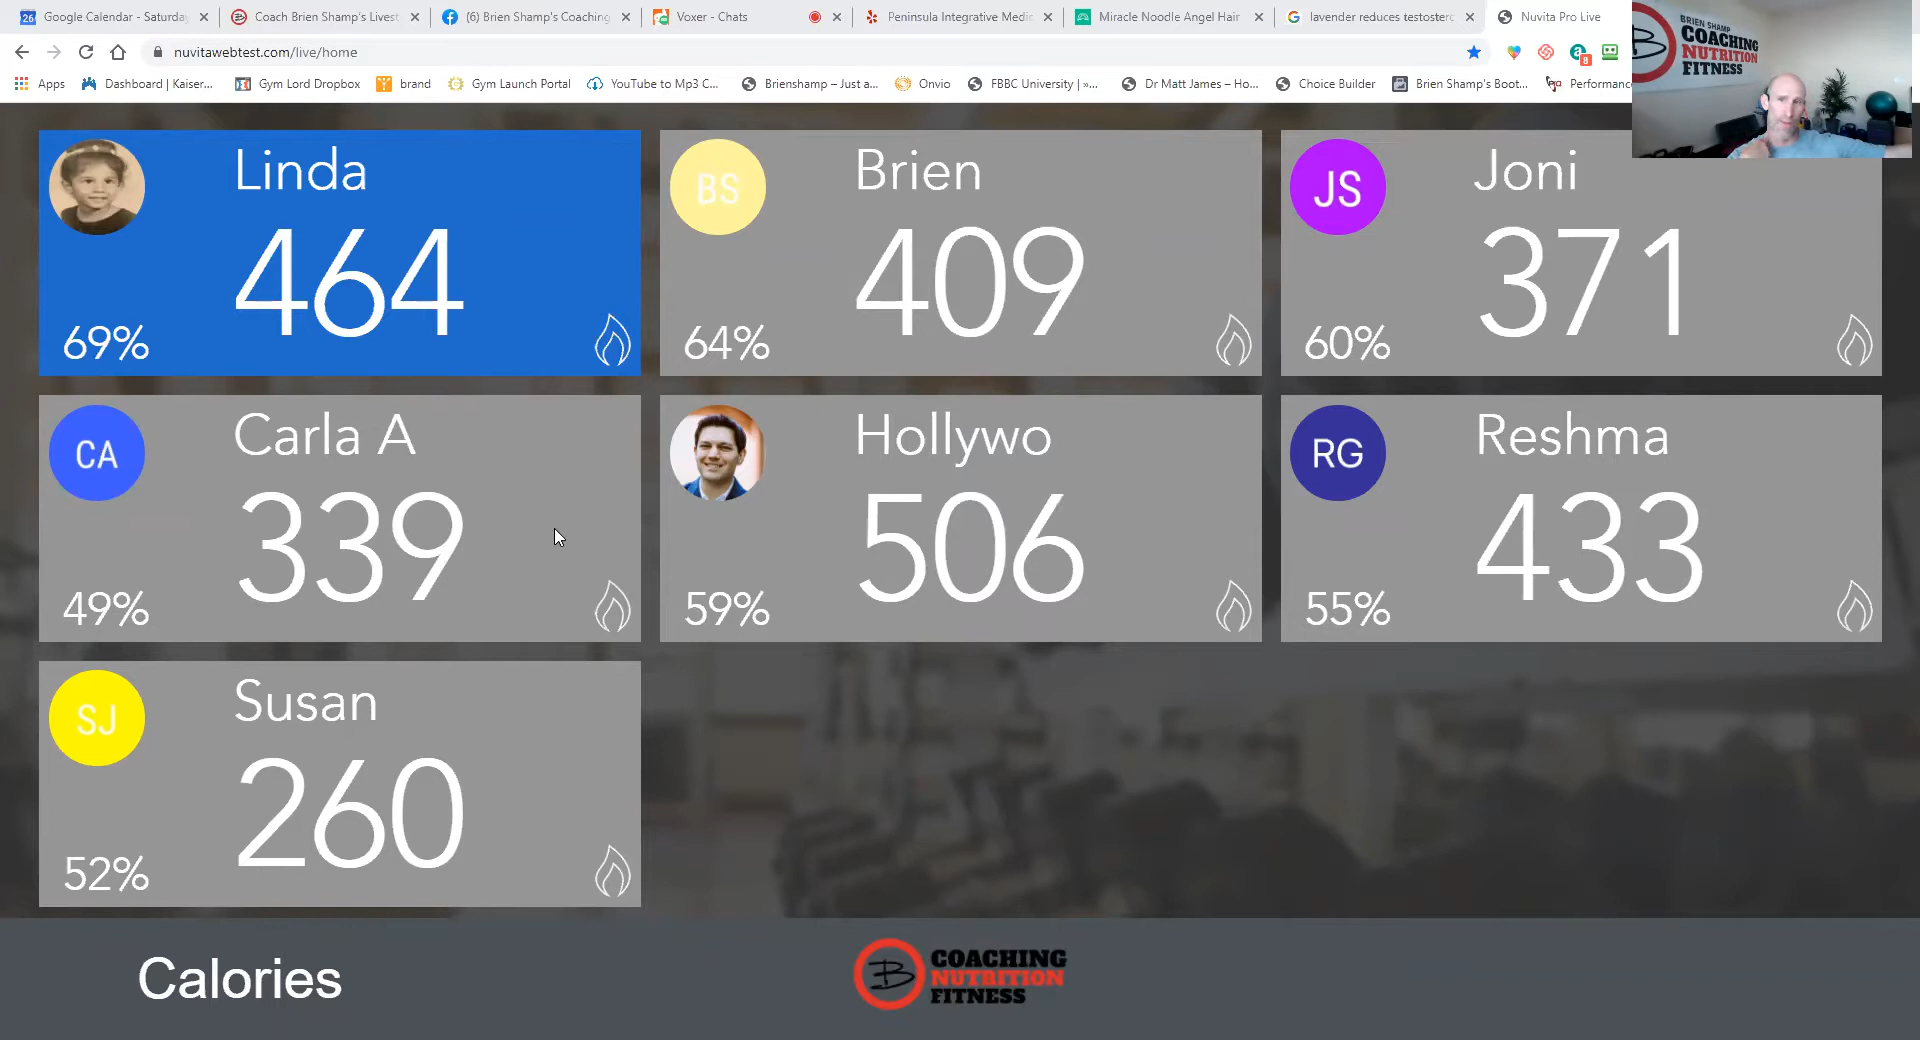 Google Calendar - Saturday
Coach Brien Shamp's Livest
(6) Brien Shamp's Coaching
Voxer - Chats
Peninsula Integrative Medic
Miracle Noodle Angel Hair
lavender reduces testosterc
Nuvita Pro Live
nuvitawebtest.com/live/home
Apps
Dashboard | Kaiser...
Gym Lord Dropbox
brand
Gym Launch Portal
YouTube to Mp3 C...
Brienshamp – Just a...
Onvio
FBBC University | »...
Dr Matt James – Ho...
Choice Builder
Brien Shamp's Boot...
Performance
8
BRIEN SHAMP
COACHING
NUTRITION
FITNESS
Linda
464
69%
BS
Brien
409
64%
JS
Joni
371
60%
CA
Carla A
339
49%
Hollywo
506
59%
RG
Reshma
433
55%
SJ
Susan
260
52%
Calories
COACHING
NUTRITION
FITNESS